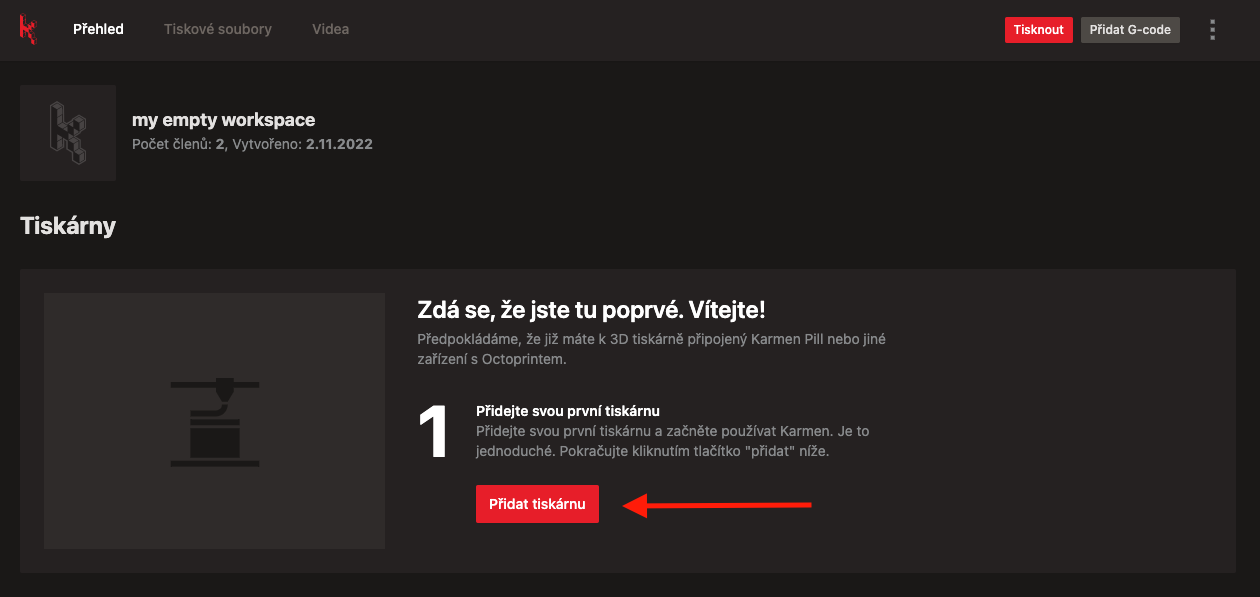 Přehled
Tiskové soubory
Videa
Tisknout
Přidat G-code
my empty workspace
Počet členů: 2, Vytvořeno: 2.11.2022
Tiskárny
Zdá se, že jste tu poprvé. Vítejte!
Předpokládáme, že již máte k 3D tiskárně připojený Karmen Pill nebo jiné
zařízení s Octoprintem.
1
Přidejte svou první tiskárnu
Přidejte svou první tiskárnu a začněte používat Karmen. Je to
jednoduché. Pokračujte kliknutím tlačítko "přidat" níže.
Přidat tiskárnu